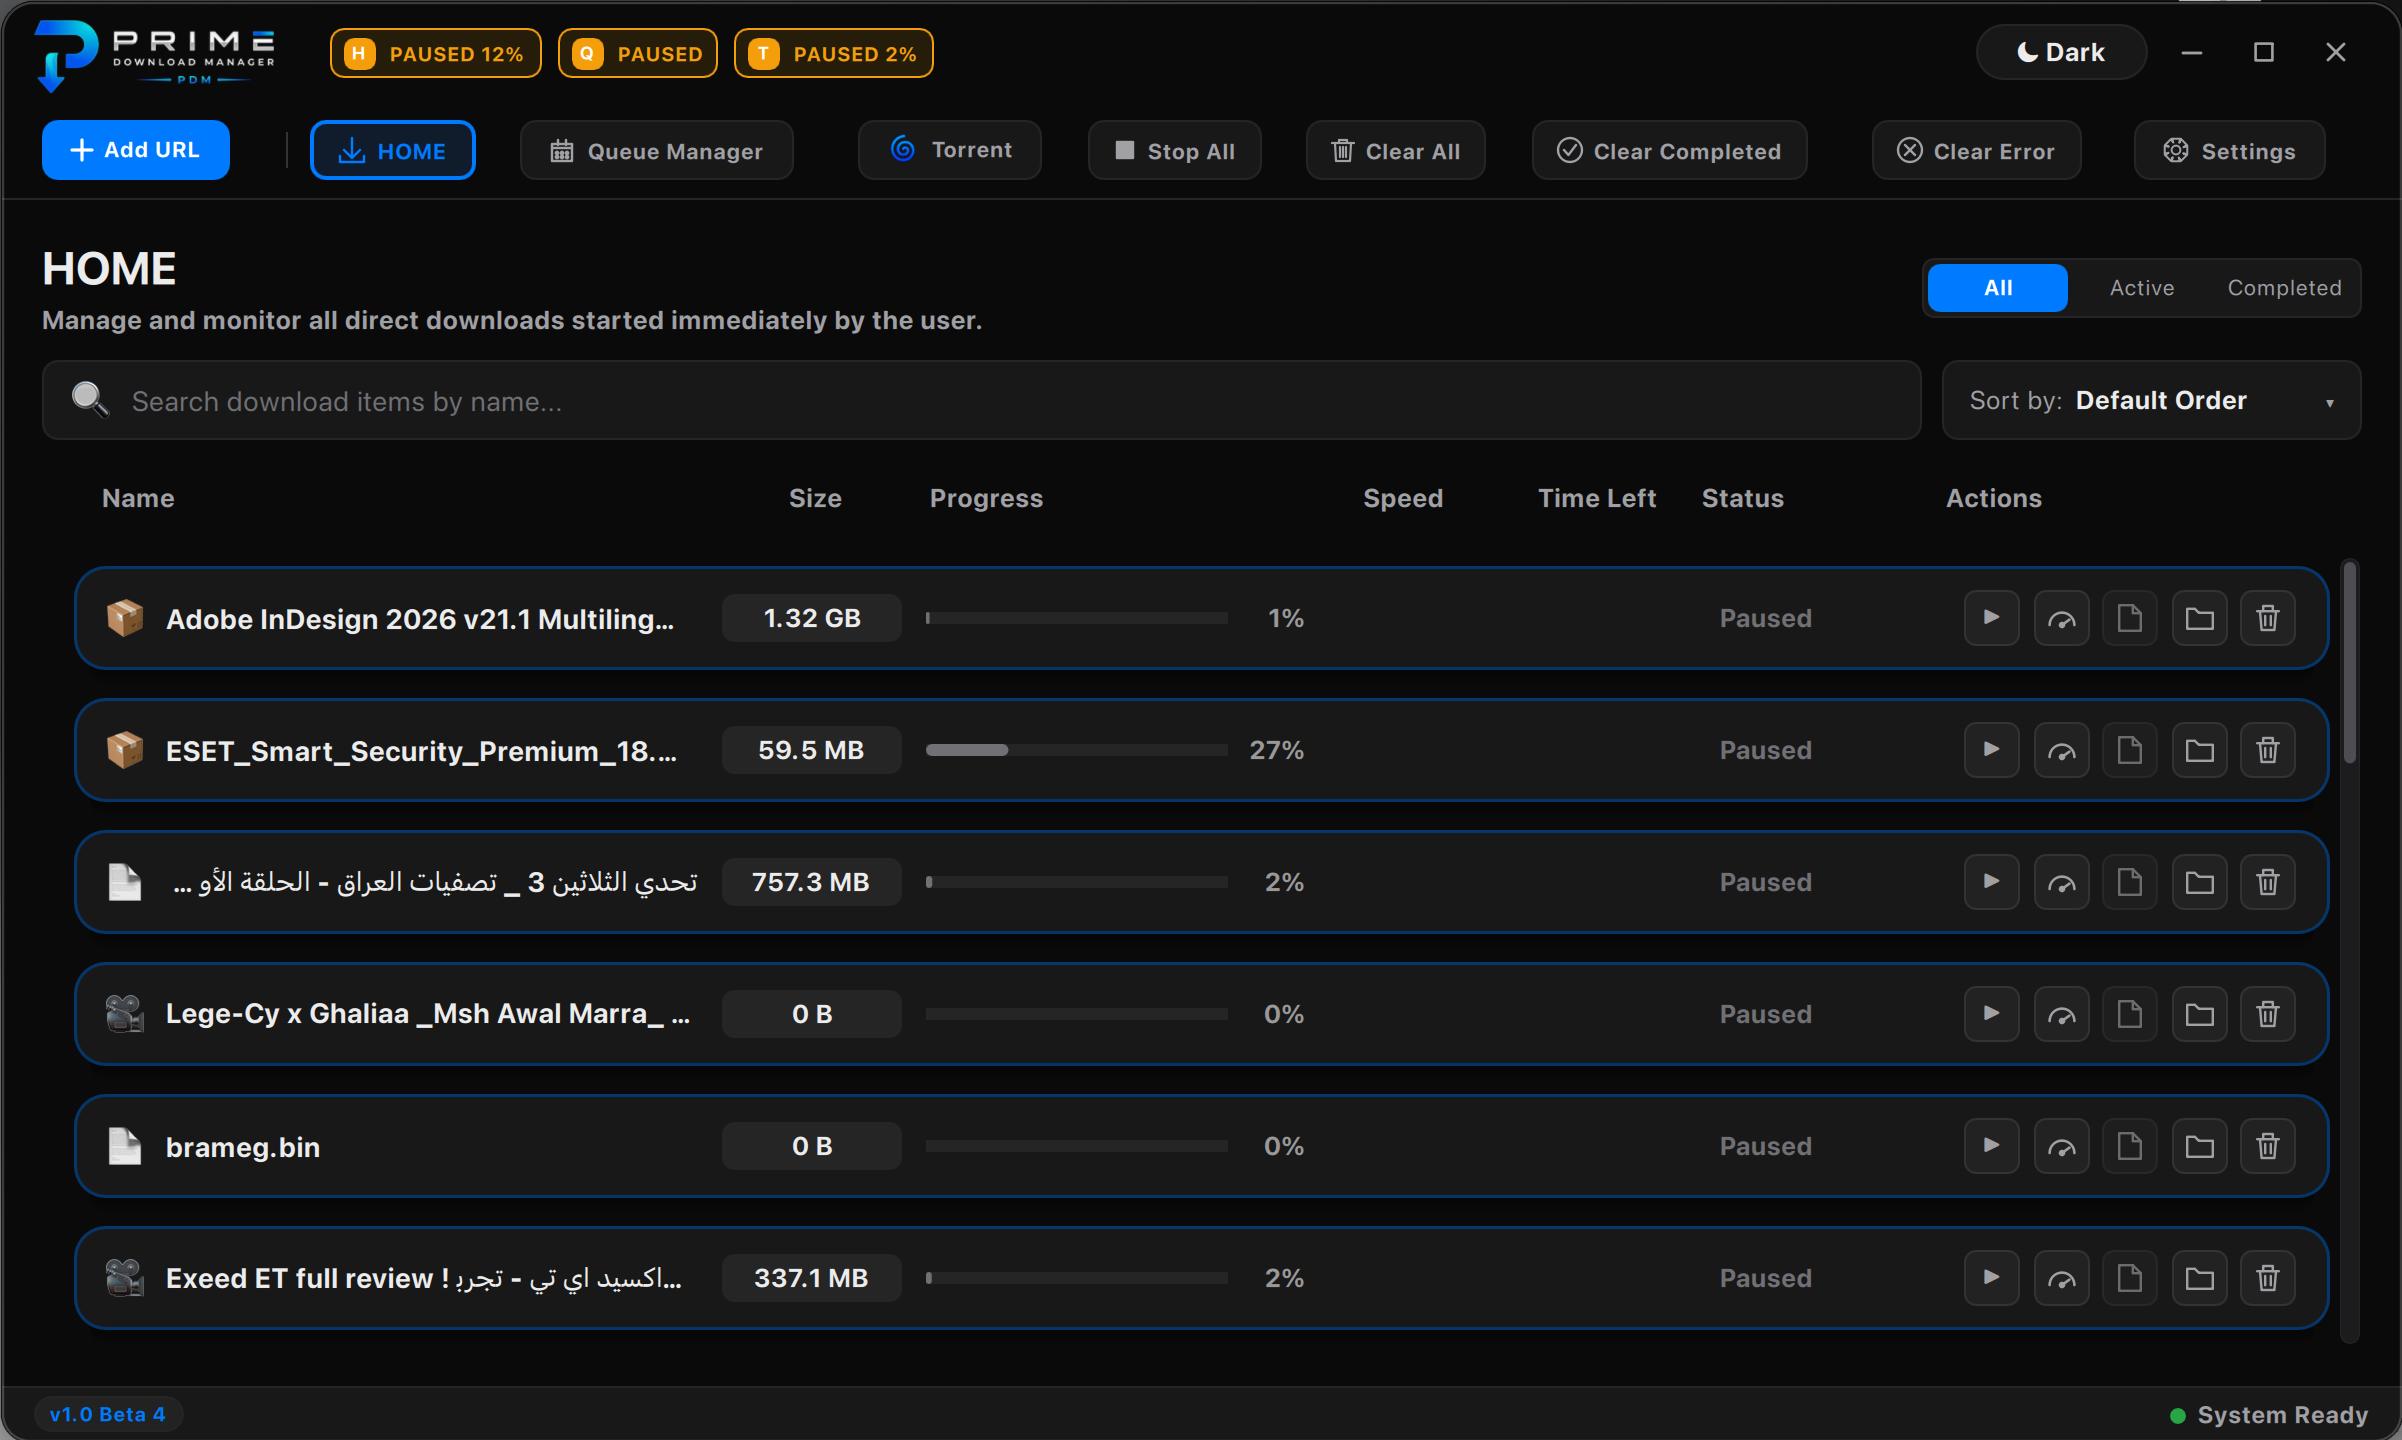 PRIME
DOWNLOAD MANAGER
PDM
H PAUSED 12%
Q PAUSED
T PAUSED 2%
Dark
Add URL
HOME
Queue Manager
Torrent
Stop All
Clear All
Clear Completed
Clear Error
Settings
HOME
Manage and monitor all direct downloads started immediately by the user.
All
Active
Completed
Search download items by name...
Sort by: Default Order
Name Size Progress Speed Time Left Status Actions
Adobe InDesign 2026 v21.1 Multiling... 1.32 GB 1% Paused
ESET_Smart_Security_Premium_18.... 59.5 MB 27% Paused
تحدي الثلاثين 3 _ تصفيات العراق - الحلقة الأو ... 757.3 MB 2% Paused
Lege-Cy x Ghaliaa _Msh Awal Marra_ ... 0 B 0% Paused
brameg.bin 0 B 0% Paused
Exeed ET full review ! اكسيد اي تي - تجرب... 337.1 MB 2% Paused
v1.0 Beta 4
System Ready